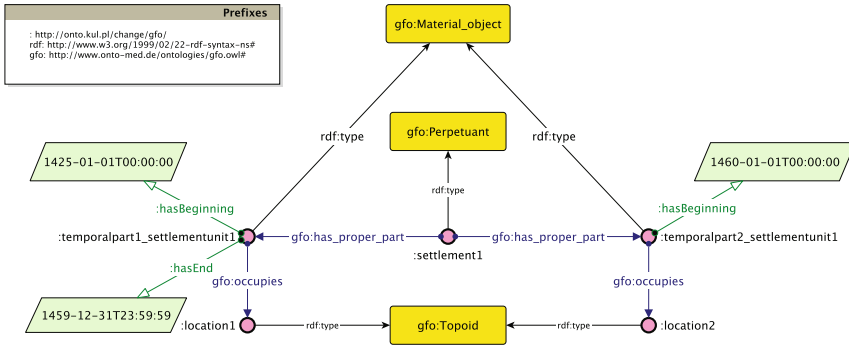 Prefixes
: http://onto.kul.pl/change/gfo/
rdf: http://www.w3.org/1999/02/22-rdf-syntax-ns#
gfo: http://www.onto-med.de/ontologies/gfo.owl#
gfo:Material_object
rdf:type
rdf:type
gfo:Perpetuant
1425-01-01T00:00:00
1460-01-01T00:00:00
rdf:type
:hasBeginning
:hasBeginning
:temporalpart1_settlementunit1
gfo:has_proper_part
gfo:has_proper_part
:temporalpart2_settlementunit1
:settlement1
:hasEnd
gfo:occupies
gfo:occupies
1459-12-31T23:59:59
:location1
rdf:type
gfo:Topoid
rdf:type
:location2